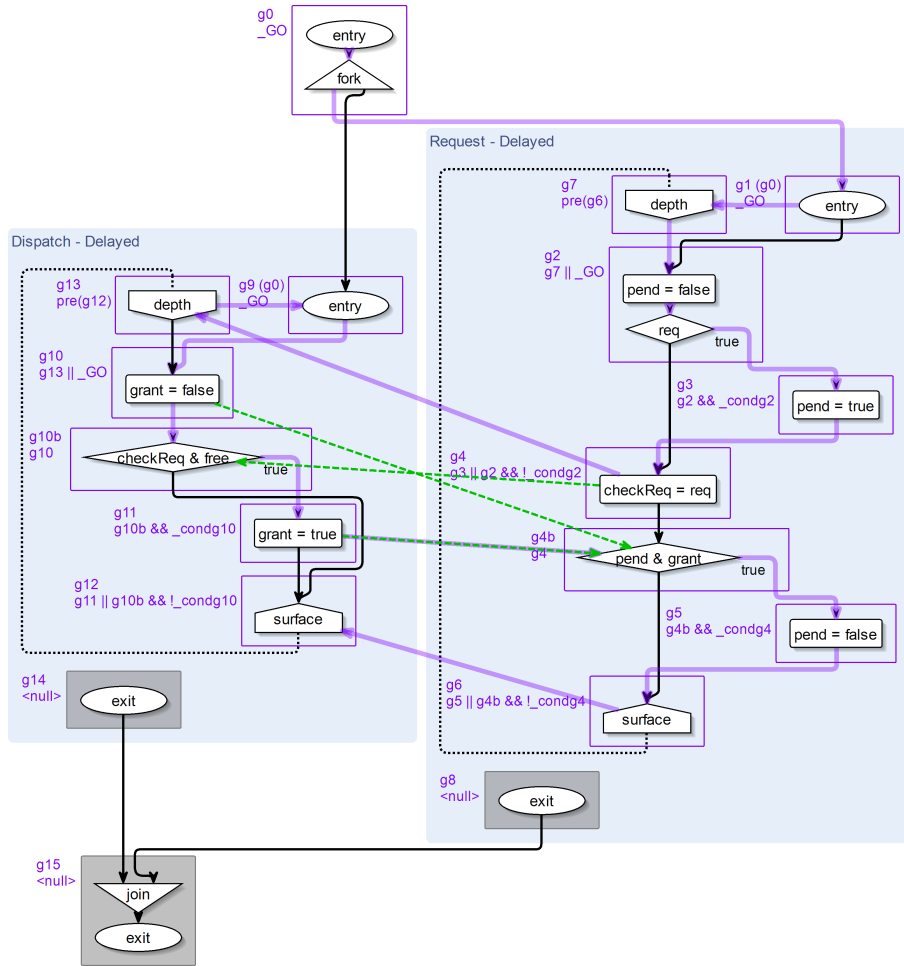 g0
_GO
entry
fork
Request - Delayed
g7
pre(g6)
depth
g1 (g0)
_GO
entry
g2
g7 || _GO
pend = false
req
true
g3
g2 && _condg2
pend = true
g4
g3 || g2 && !_condg2
checkReq = req
g4b
g4
pend & grant
true
g5
g4b && _condg4
pend = false
g6
g5 || g4b && !_condg4
surface
g8
<null>
exit
Dispatch - Delayed
g13
pre(g12)
depth
g9 (g0)
_GO
entry
g10
g13 || _GO
grant = false
g10b
g10
checkReq & free
true
g11
g10b && _condg10
grant = true
g12
g11 || g10b && !_condg10
surface
g14
<null>
exit
g15
<null>
join
exit